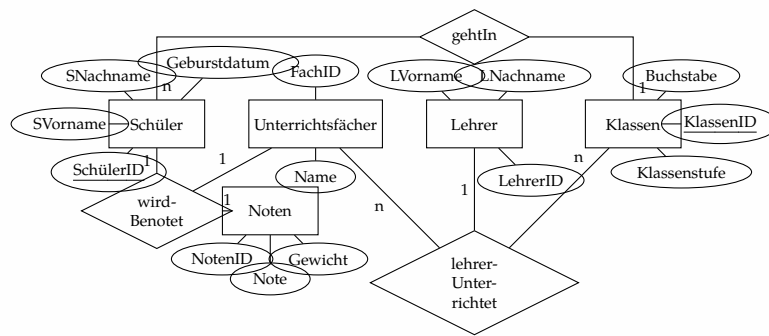 gehtIn
SNachname
Geburstdatum
FachID
LVorname
LNachname
Buchstabe
n
1
SVorname
Schüler
Unterrichtsfächer
Lehrer
Klassen
KlassenID
SchülerID
1
1
n
Name
LehrerID
Klassenstufe
wird-
Benotet
1
Noten
n
1
NotenID
Gewicht
Note
lehrer-
Unter-
richtet